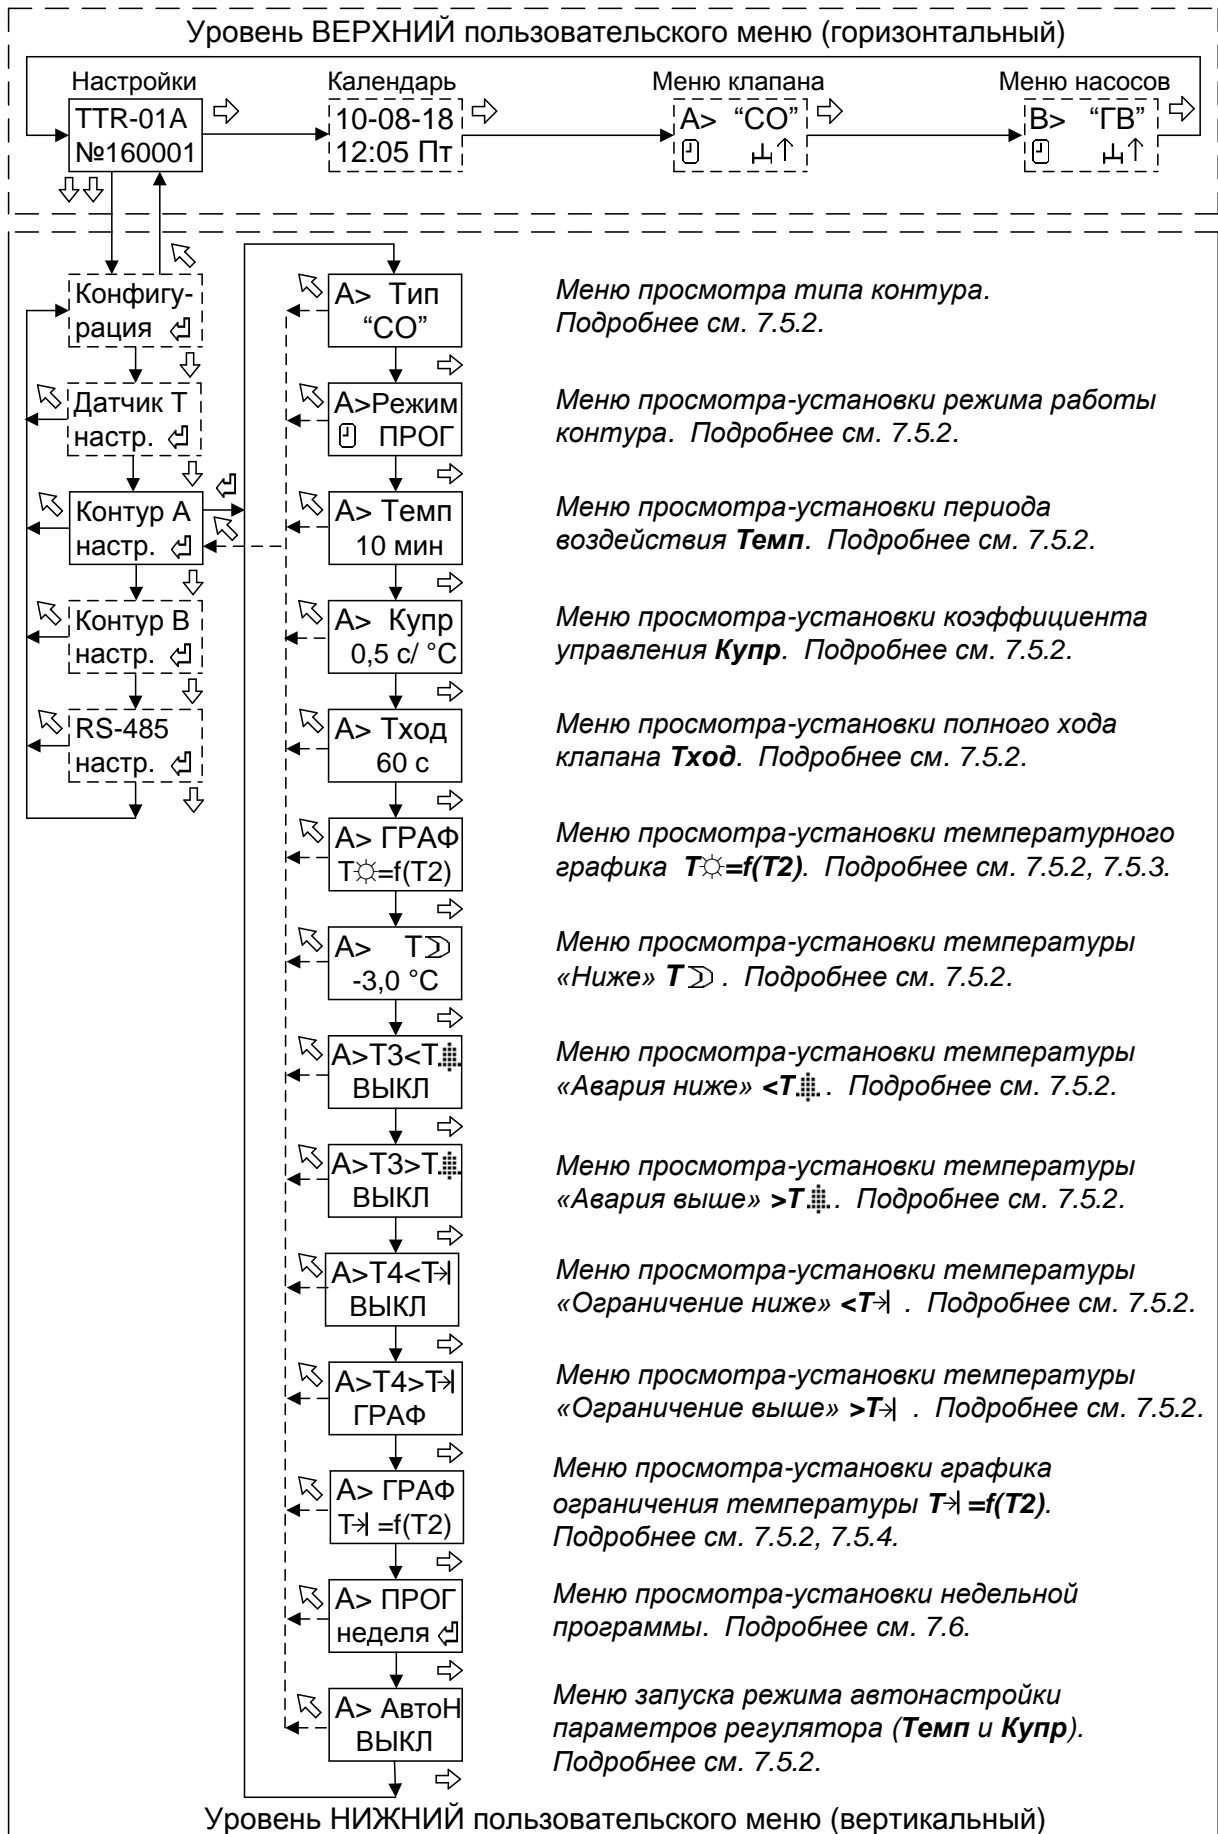 Уровень ВЕРХНИЙ пользовательского меню (горизонтальный)
Настройки
TTR-01A
№160001
Календарь
10-08-18
12:05 Пт
Меню клапана
A> “СО”
Меню насосов
B> “ГВ”
Конфигу-
рация
Датчик Т
настр.
Контур А
настр.
Контур В
настр.
RS-485
настр.
A> Тип
“СО”
Меню просмотра типа контура.
Подробнее см. 7.5.2.
A>Режим
ПРОГ
Меню просмотра-установки режима работы
контура. Подробнее см. 7.5.2.
A> Темп
10 мин
Меню просмотра-установки периода
воздействия Темп. Подробнее см. 7.5.2.
A> Купр
0,5 с/ °С
Меню просмотра-установки коэффициента
управления Купр. Подробнее см. 7.5.2.
A> Тход
60 с
Меню просмотра-установки полного хода
клапана Тход. Подробнее см. 7.5.2.
A> ГРАФ
T☼=f(T2)
Меню просмотра-установки температурного
графика T☼=f(T2). Подробнее см. 7.5.2, 7.5.3.
A> T
-3,0 °С
Меню просмотра-установки температуры
«Ниже» T . Подробнее см. 7.5.2.
A>T3<T
ВЫКЛ
Меню просмотра-установки температуры
«Авария ниже» <T . Подробнее см. 7.5.2.
A>T3>T
ВЫКЛ
Меню просмотра-установки температуры
«Авария выше» >T . Подробнее см. 7.5.2.
A>T4<T
ВЫКЛ
Меню просмотра-установки температуры
«Ограничение ниже» <T . Подробнее см. 7.5.2.
A>T4>T
ГРАФ
Меню просмотра-установки температуры
«Ограничение выше» >T . Подробнее см. 7.5.2.
A> ГРАФ
T =f(T2)
Меню просмотра-установки графика
ограничения температуры T =f(T2).
Подробнее см. 7.5.2, 7.5.4.
A> ПРОГ
неделя
Меню просмотра-установки недельной
программы. Подробнее см. 7.6.
A> АвтоН
ВЫКЛ
Меню запуска режима автонастройки
параметров регулятора (Темп и Купр).
Подробнее см. 7.5.2.
Уровень НИЖНИЙ пользовательского меню (вертикальный)